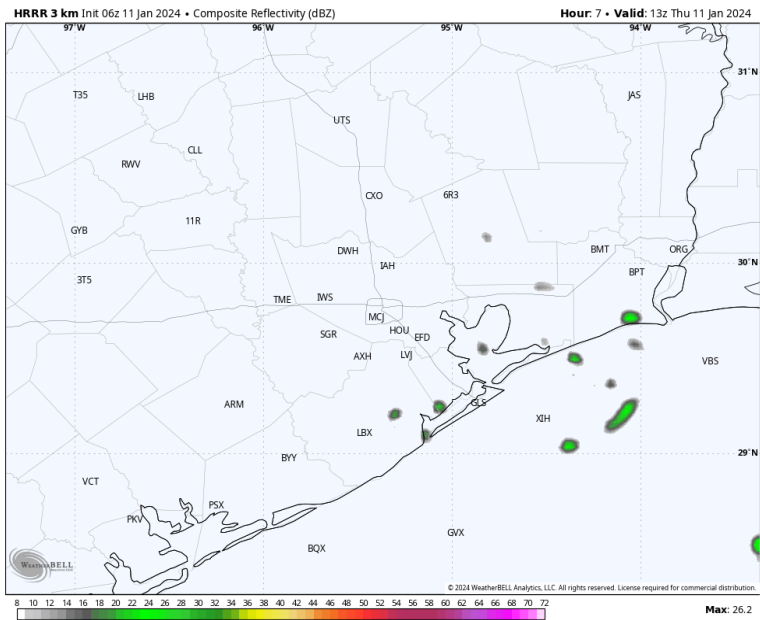 HRRR 3 km Init 06z 11 Jan 2024 • Composite Reflectivity (dBZ)
Hour: 7 • Valid: 13z Thu 11 Jan 2024
97°W 96°W 95°W 94°W
31°N
T35 LHB JAS
UTS
CLL
RWV
CXO 6R3
11R
GYB
DWH BMT ORG
IAH 30°N
3T5 BPT
TME IWS
MCJ
SGR HOU EFD
AXH LVJ VBS
ARM GLS
LBX XIH
BYY 29°N
VCT
PSX
PKV
GVX
BQX
WEATHERBELL
© 2024 WeatherBELL Analytics, LLC. All rights reserved. License required for commercial distribution.
8 10 12 14 16 18 20 22 24 26 28 30 32 34 36 38 40 42 44 46 48 50 52 54 56 58 60 62 64 66 68 70 72
Max: 26.2